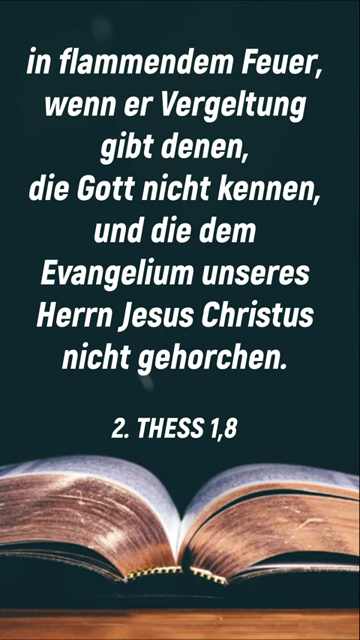 in flammendem Feuer,
wenn er Vergeltung
gibt denen,
die Gott nicht kennen,
und die dem
Evangelium unseres
Herrn Jesus Christus
nicht gehorchen.
2. THESS 1,8